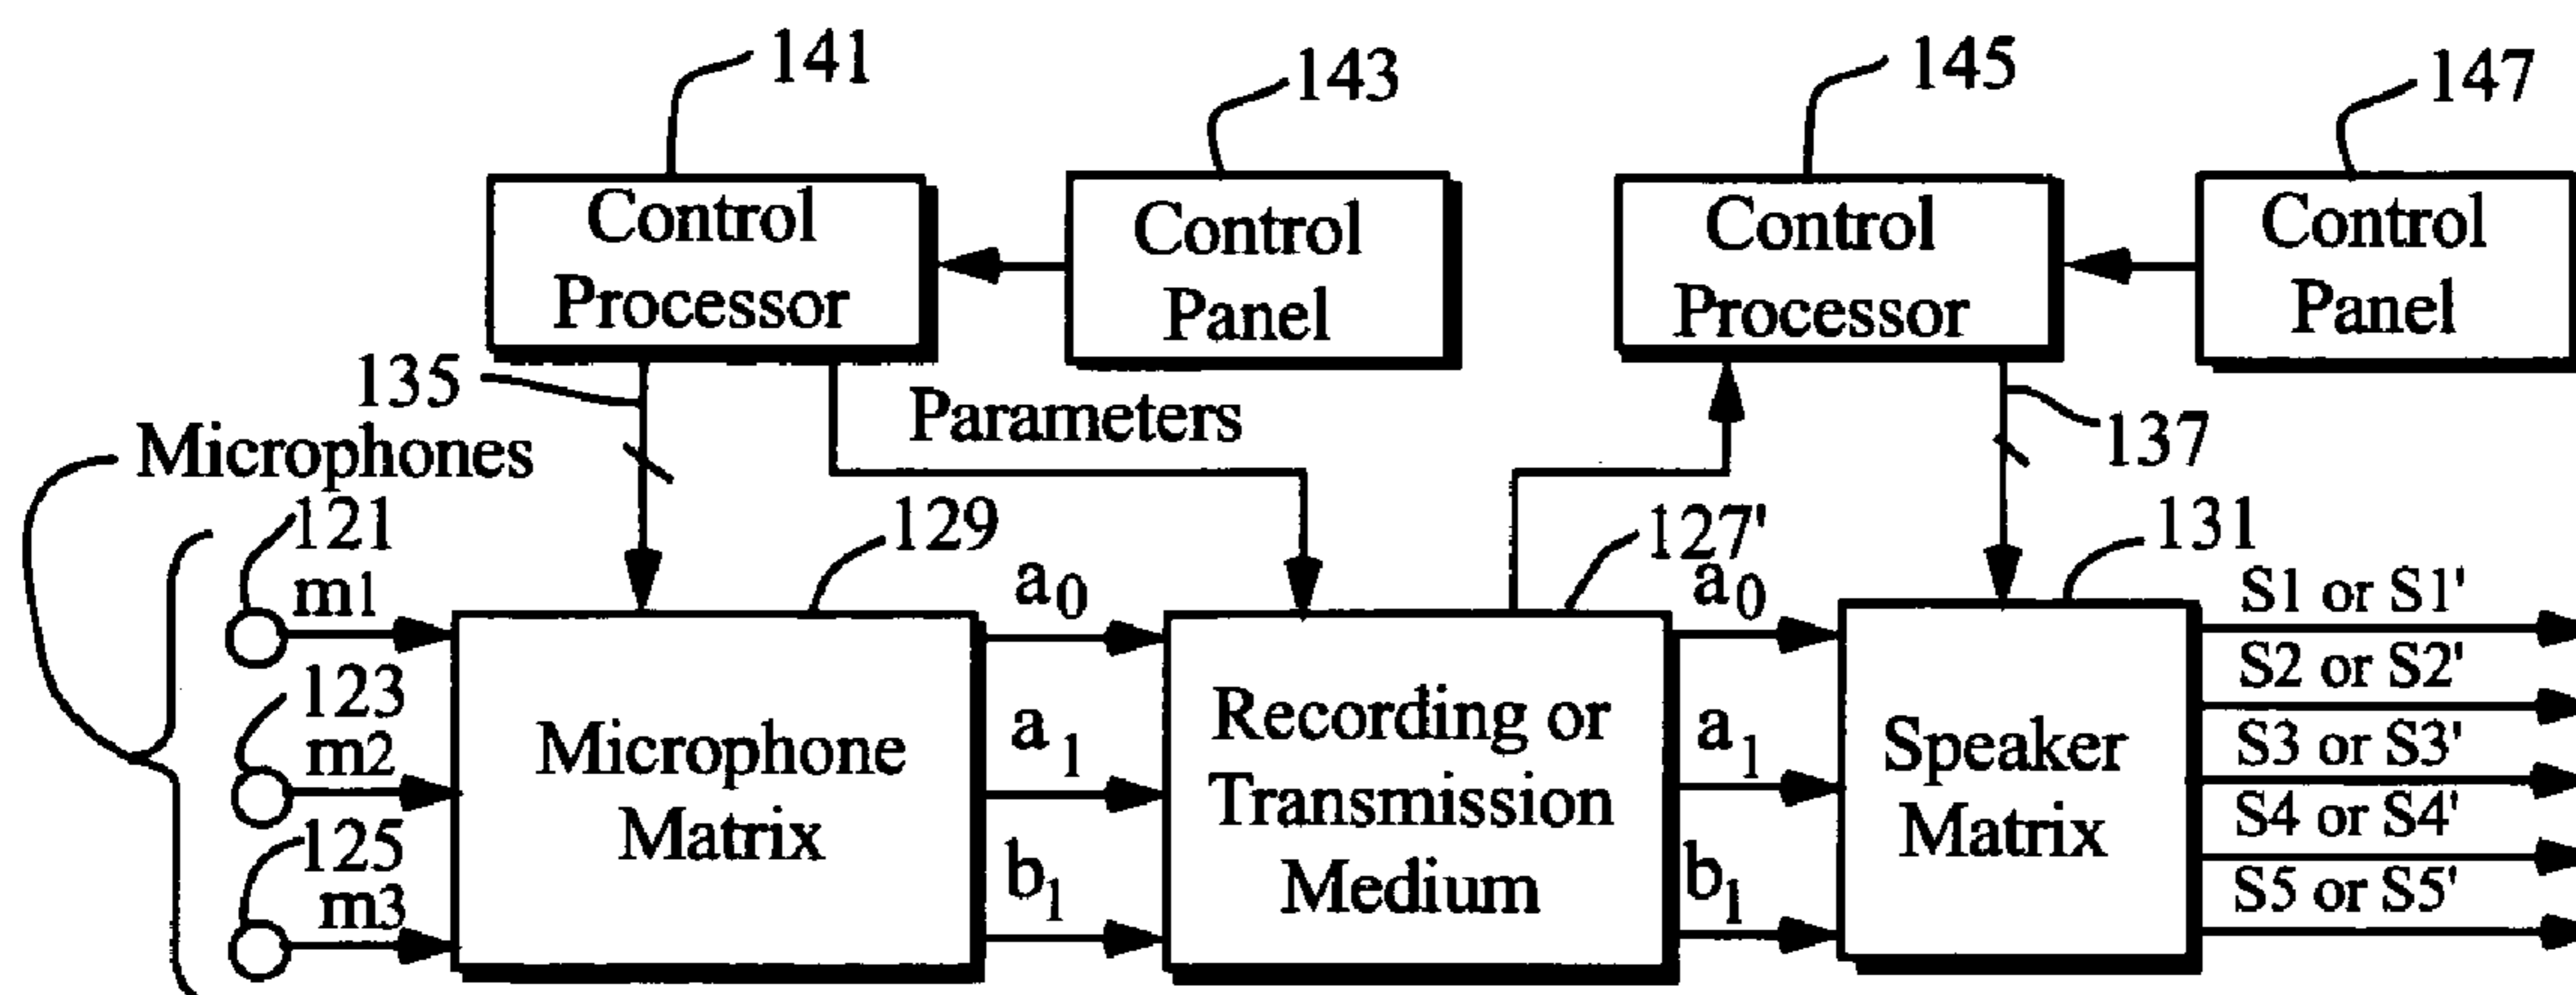 141
143
145
147
Control
Processor
Control
Panel
Control
Processor
Control
Panel
135
Parameters
137
Microphones
121
129
127'
131
m1
a0
a0
S1 or S1'
123
S2 or S2'
m2
Microphone
Matrix
a1
Recording or
Transmission
Medium
a1
Speaker
Matrix
S3 or S3'
125
S4 or S4'
m3
b1
b1
S5 or S5'